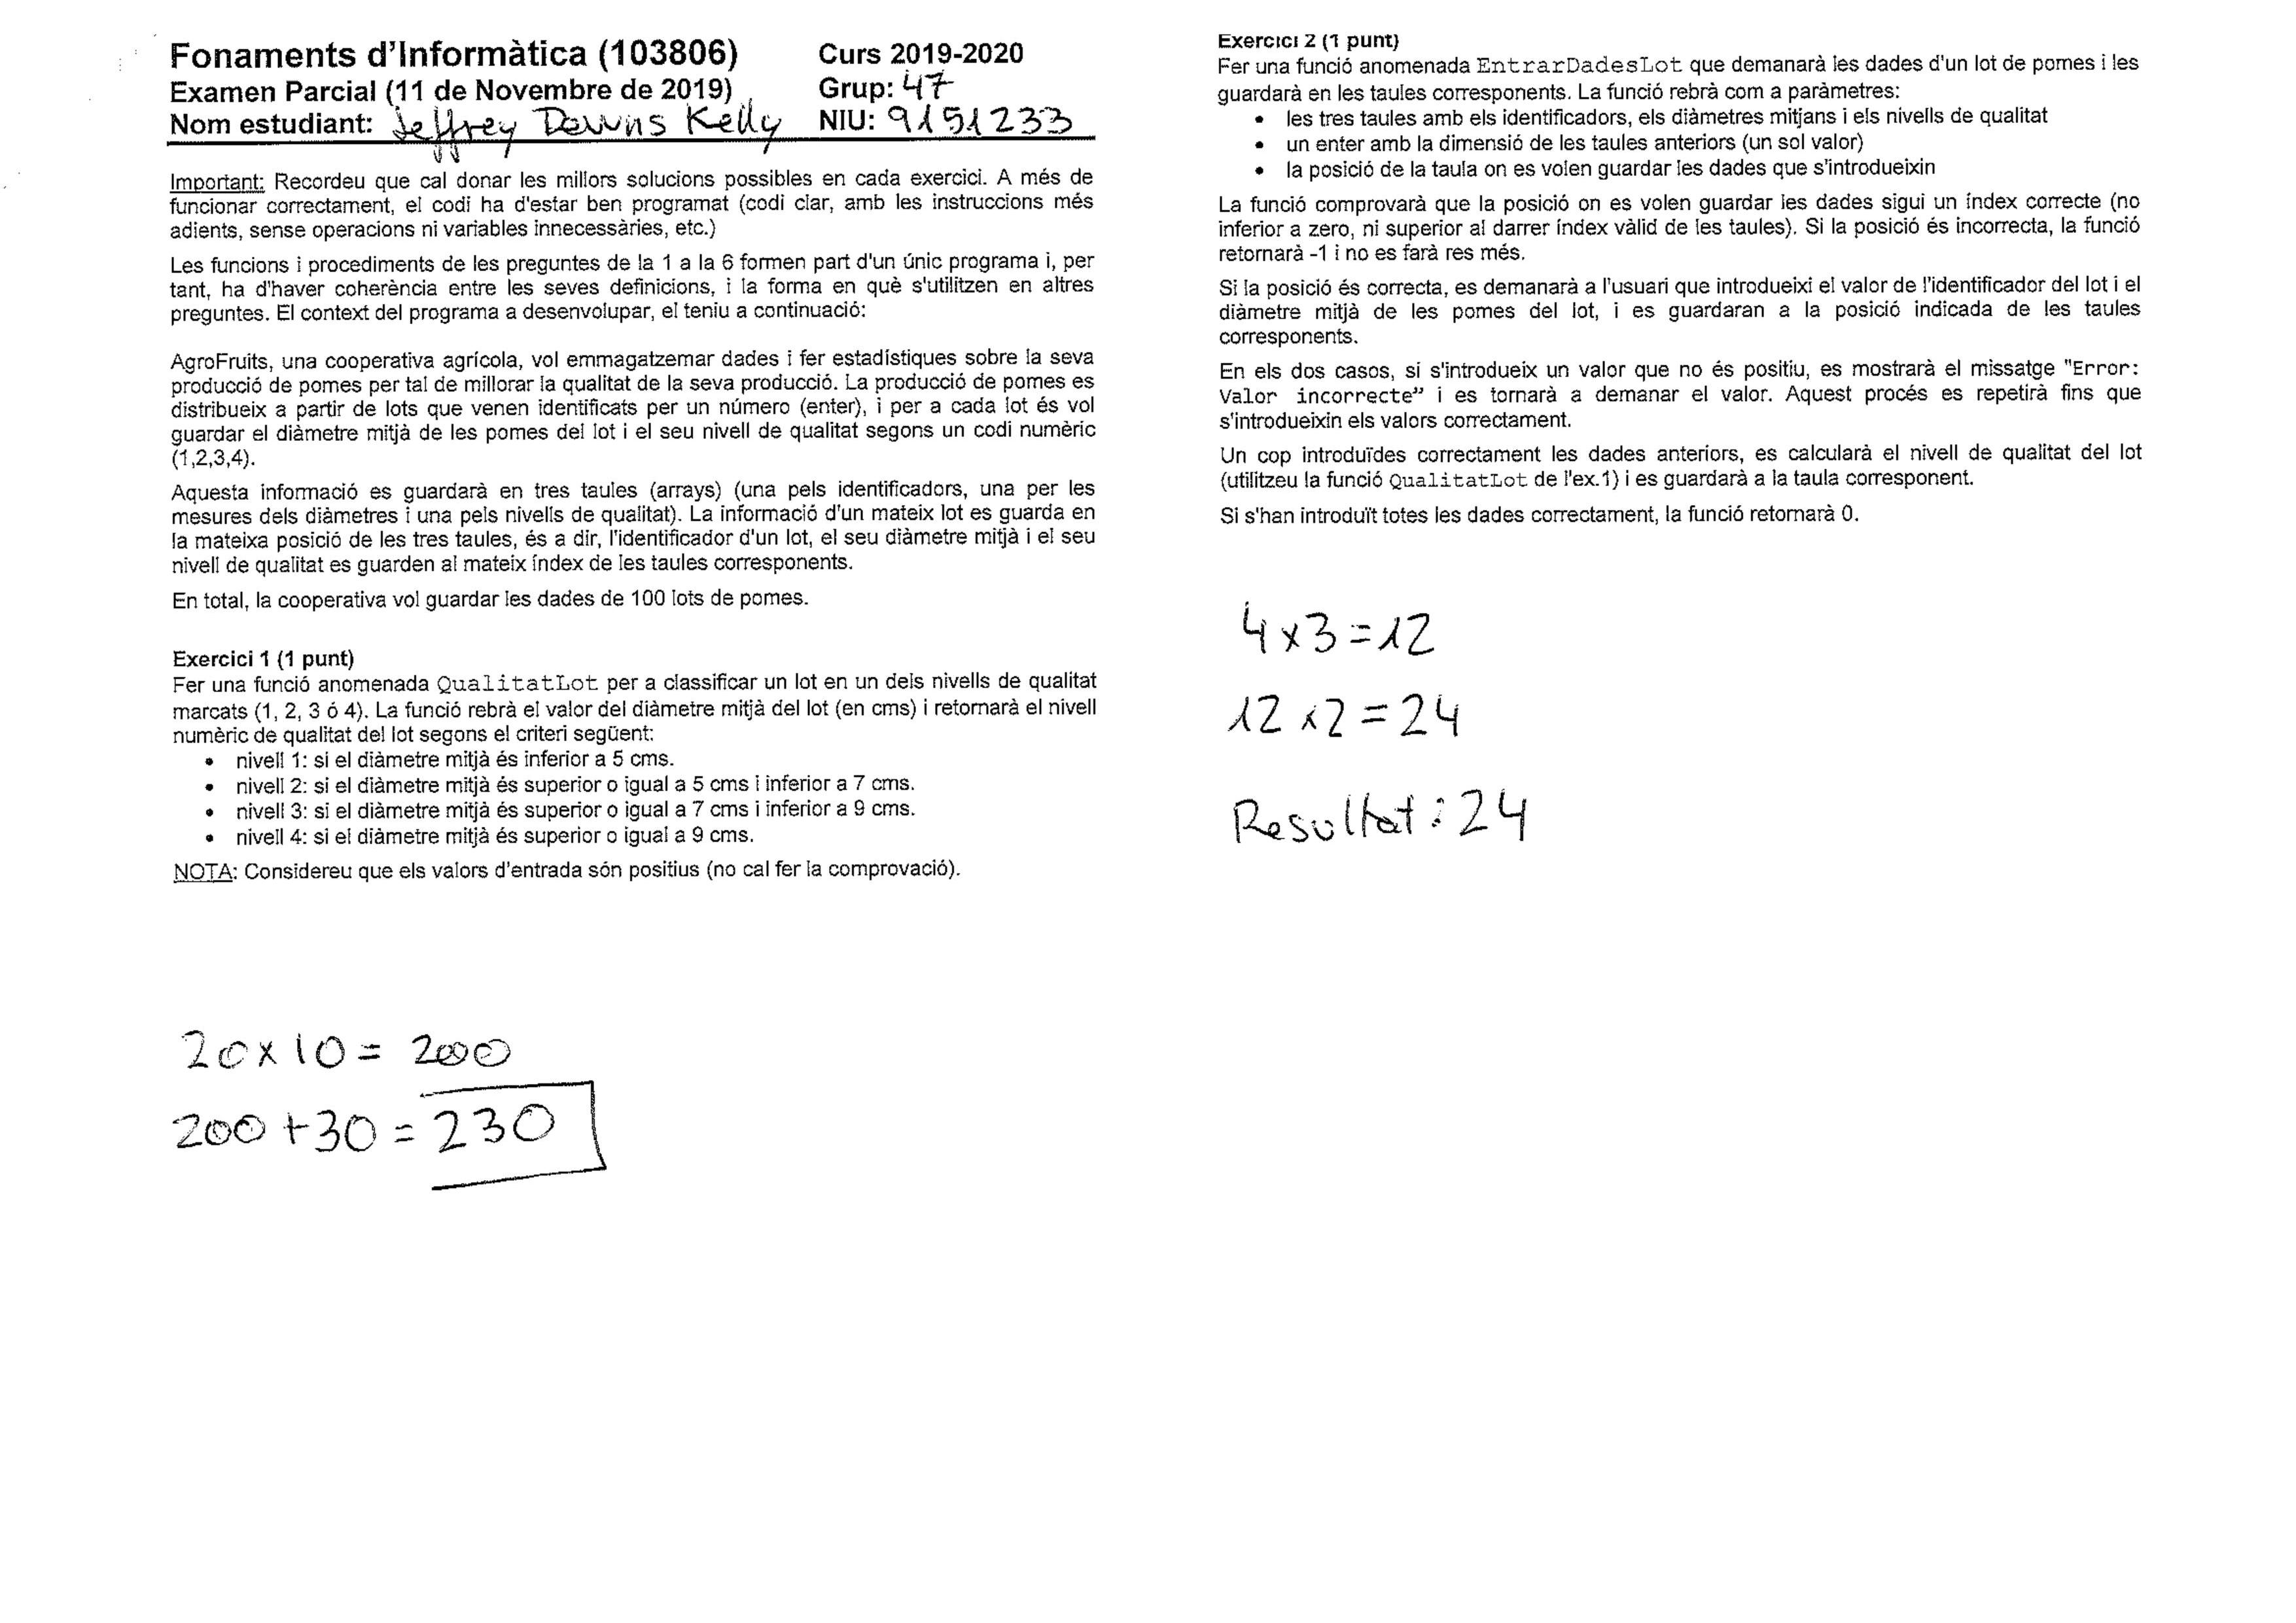 Fonaments d'Informàtica (103806)
Curs 2019-2020
Examen Parcial (11 de Novembre de 2019)
Grup: 47
Nom estudiant: Jeffrey Downs Kelly
NIU: 9151233
Important: Recordeu que cal donar les millors solucions possibles en cada exercici. A més de
funcionar correctament, el codi ha d'estar ben programat (codi clar, amb les instruccions més
adients, sense operacions ni variables innecessàries, etc.)
Les funcions i procediments de les preguntes de la 1 a la 6 formen part d'un únic programa i, per
tant, ha d'haver coherència entre les seves definicions, i la forma en què s'utilitzen en altres
preguntes. El context del programa a desenvolupar, el teniu a continuació:
AgroFruits, una cooperativa agrícola, vol emmagatzemar dades i fer estadístiques sobre la seva
producció de pomes per tal de millorar la qualitat de la seva producció. La producció de pomes es
distribueix a partir de lots que venen identificats per un número (enter), i per a cada lot és vol
guardar el diàmetre mitjà de les pomes del lot i el seu nivell de qualitat segons un codi numèric
(1,2,3,4).
Aquesta informació es guardarà en tres taules (arrays) (una pels identificadors, una per les
mesures dels diàmetres i una pels nivells de qualitat). La informació d'un mateix lot es guarda en
la mateixa posició de les tres taules, és a dir, l'identificador d'un lot, el seu diàmetre mitjà i el seu
nivell de qualitat es guarden al mateix índex de les taules corresponents.
En total, la cooperativa vol guardar les dades de 100 lots de pomes.
Exercici 1 (1 punt)
Fer una funció anomenada QualitatLot per a classificar un lot en un dels nivells de qualitat
marcats (1, 2, 3 ó 4). La funció rebrà el valor del diàmetre mitjà del lot (en cms) i retornarà el nivell
numèric de qualitat del lot segons el criteri següent:
• nivell 1: si el diàmetre mitjà és inferior a 5 cms.
• nivell 2: si el diàmetre mitjà és superior o igual a 5 cms i inferior a 7 cms.
• nivell 3: si el diàmetre mitjà és superior o igual a 7 cms i inferior a 9 cms.
• nivell 4: si el diàmetre mitjà és superior o igual a 9 cms.
NOTA: Considereu que els valors d'entrada són positius (no cal fer la comprovació).
20 x 10 = 200
200 + 30 = 230
Exercici 2 (1 punt)
Fer una funció anomenada EntrarDadesLot que demanarà les dades d'un lot de pomes i les
guardarà en les taules corresponents. La funció rebrà com a paràmetres:
• les tres taules amb els identificadors, els diàmetres mitjans i els nivells de qualitat
• un enter amb la dimensió de les taules anteriors (un sol valor)
• la posició de la taula on es volen guardar les dades que s'introdueixin
La funció comprovarà que la posició on es volen guardar les dades sigui un índex correcte (no
inferior a zero, ni superior al darrer índex vàlid de les taules). Si la posició és incorrecta, la funció
retornarà -1 i no es farà res més.
Si la posició és correcta, es demanarà a l'usuari que introdueixi el valor de l'identificador del lot i el
diàmetre mitjà de les pomes del lot, i es guardaran a la posició indicada de les taules
corresponents.
En els dos casos, si s'introdueix un valor que no és positiu, es mostrarà el missatge "Error:
Valor incorrecte" i es tornarà a demanar el valor. Aquest procés es repetirà fins que
s'introdueixin els valors correctament.
Un cop introduïdes correctament les dades anteriors, es calcularà el nivell de qualitat del lot
(utilitzeu la funció QualitatLot de l'ex.1) i es guardarà a la taula corresponent.
Si s'han introduït totes les dades correctament, la funció retornarà 0.
4 x 3 = 12
12 x 2 = 24
Resultat : 24